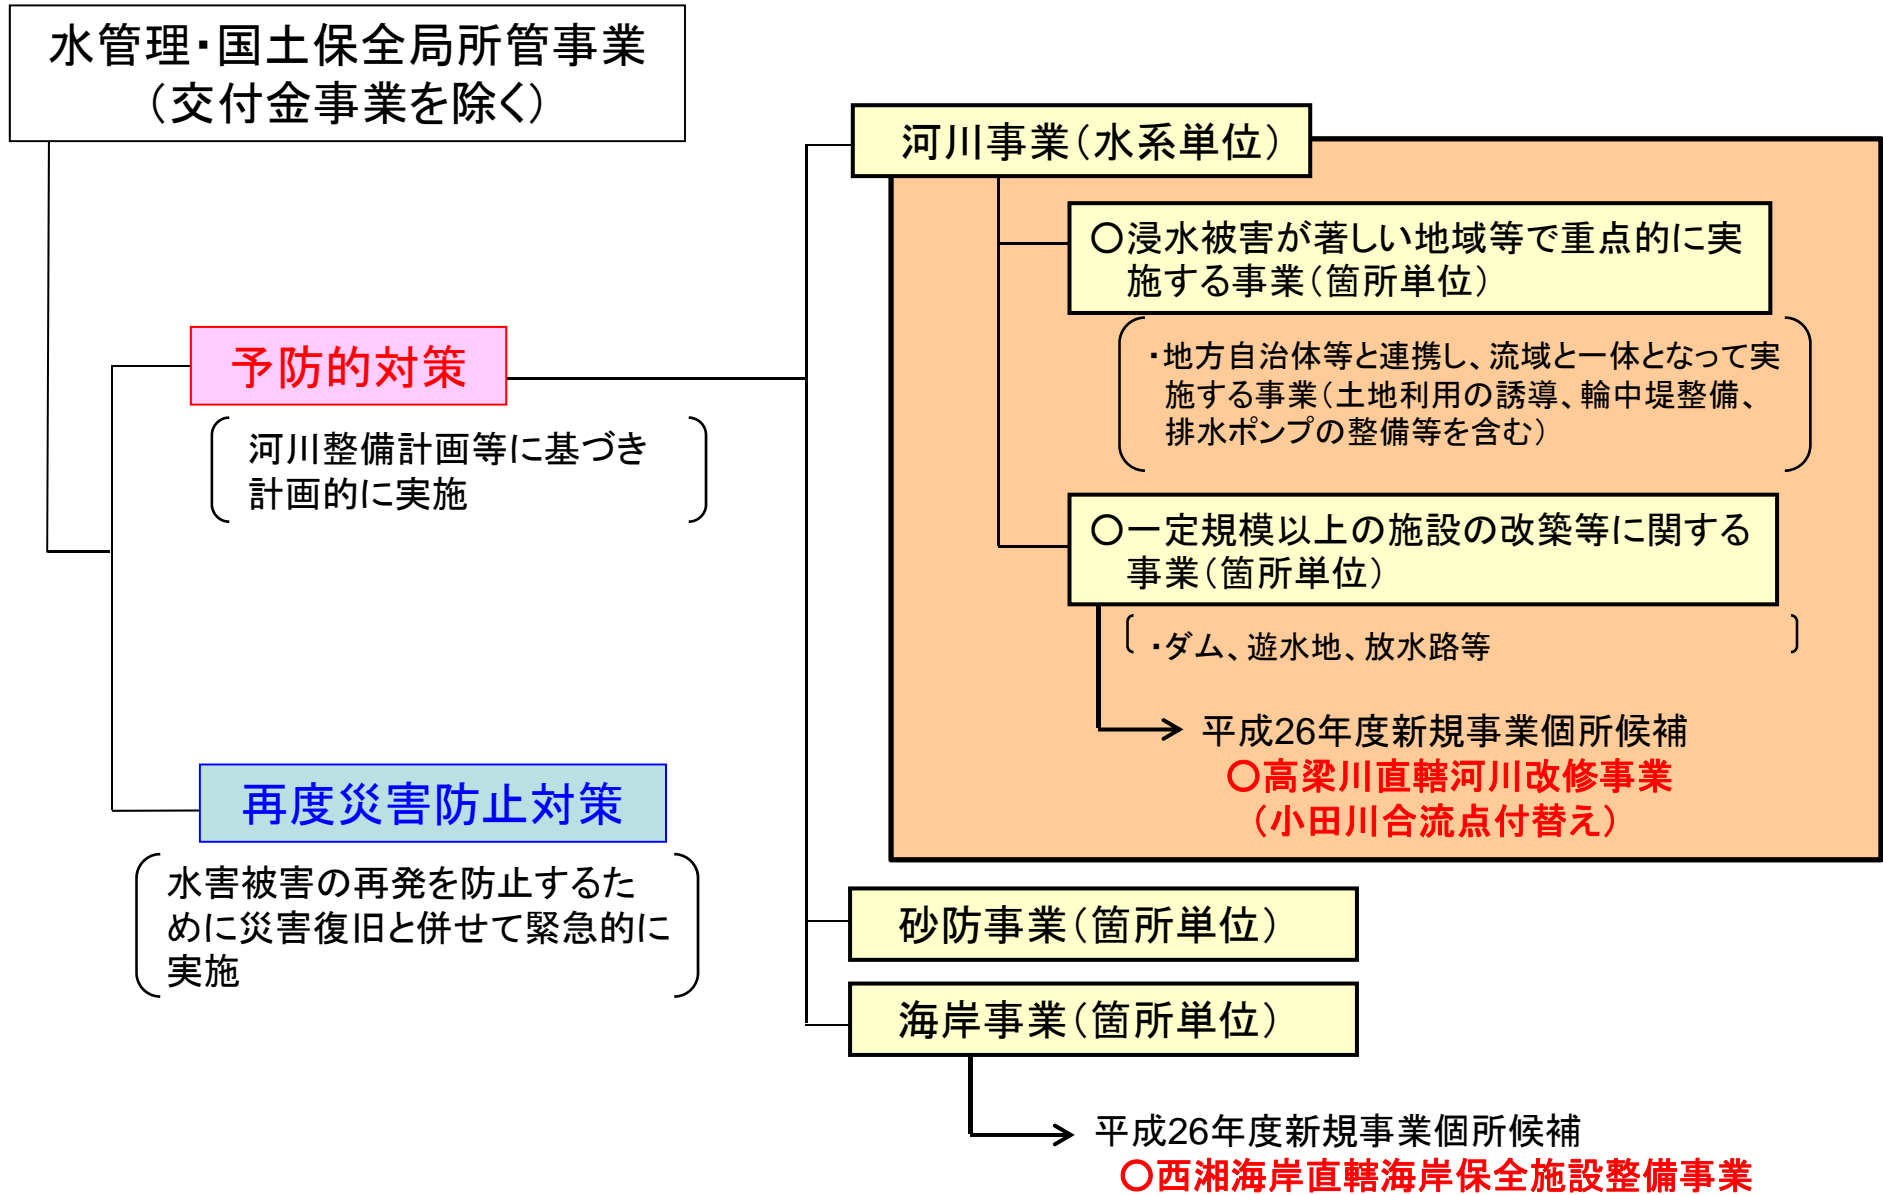 水管理・国土保全局所管事業
（交付金事業を除く）
予防的対策
河川整備計画等に基づき
計画的に実施
再度災害防止対策
水害被害の再発を防止するた
めに災害復旧と併せて緊急的に
実施
河川事業（水系単位）
〇浸水被害が著しい地域等で重点的に実
施する事業（箇所単位）
・地方自治体等と連携し、流域と一体となって実
施する事業（土地利用の誘導、輪中堤整備、
排水ポンプの整備等を含む）
〇一定規模以上の施設の改築等に関する
事業（箇所単位）
・ダム、遊水地、放水路等
平成26年度新規事業個所候補
〇高梁川直轄河川改修事業
（小田川合流点付替え）
砂防事業（箇所単位）
海岸事業（箇所単位）
平成26年度新規事業個所候補
〇西湘海岸直轄海岸保全施設整備事業